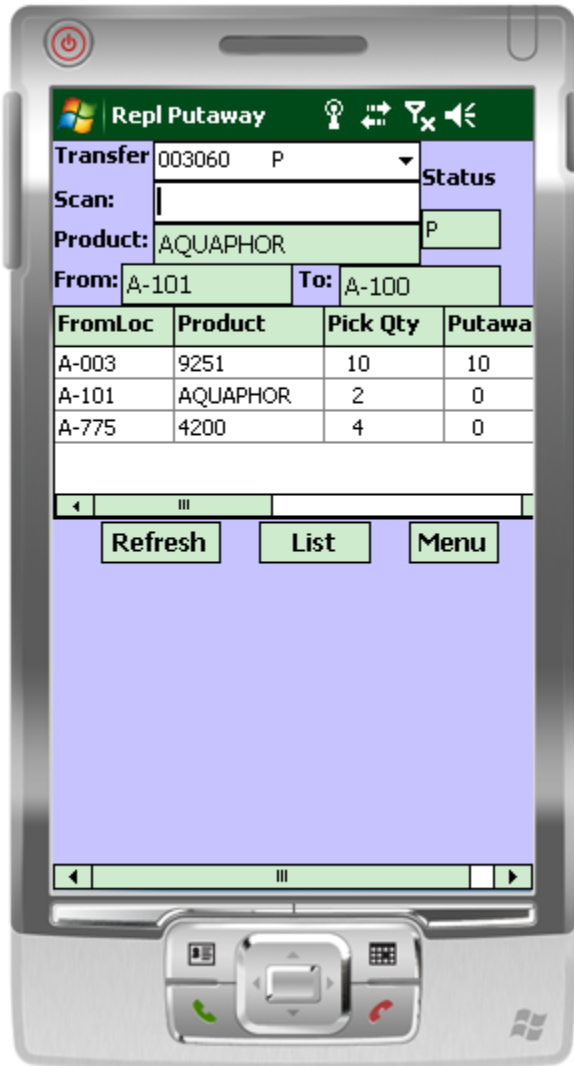 Repl Putaway
Transfer 003060 P
Status
Scan:
P
Product: AQUAPHOR
From: A-101 To: A-100
FromLoc Product Pick Qty Putawa
A-003 9251 10 10
A-101 AQUAPHOR 2 0
A-775 4200 4 0
Refresh List Menu